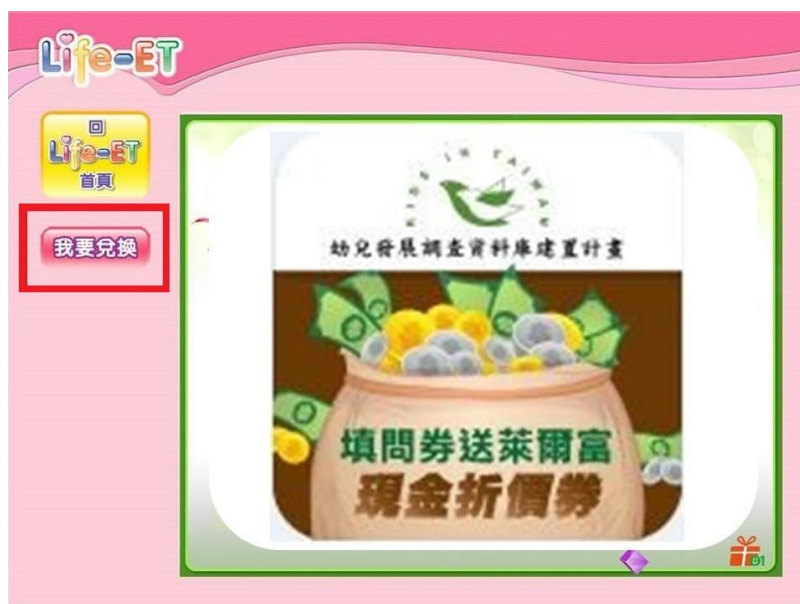 Life-ET
回
Life-ET
首頁
我要兌換
KIDS IN TAIWAN
幼兒發展調查資料庫建置計畫
填問券送萊爾富
現金折價券